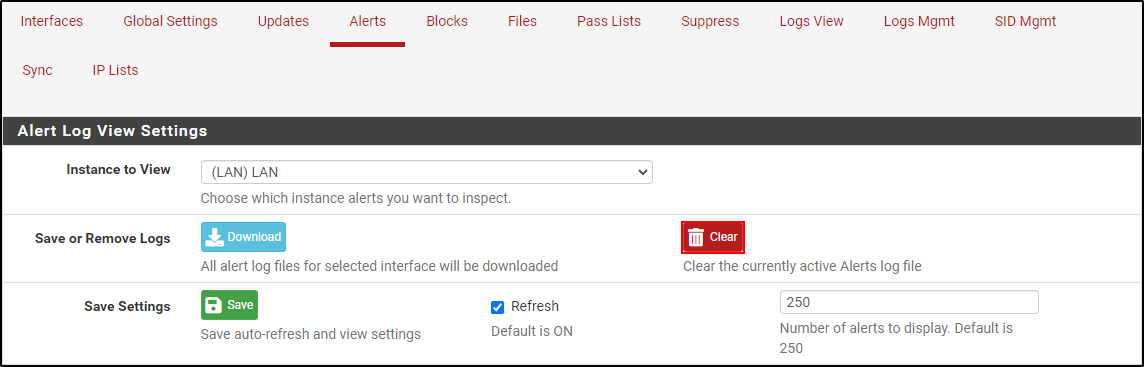 Interfaces Global Settings Updates Alerts Blocks Files Pass Lists Suppress Logs View Logs Mgmt SID Mgmt
Sync IP Lists
Alert Log View Settings
Instance to View (LAN) LAN
Choose which instance alerts you want to inspect.
Save or Remove Logs Download Clear
All alert log files for selected interface will be downloaded Clear the currently active Alerts log file
Save Settings Save Refresh 250
Save auto-refresh and view settings Default is ON Number of alerts to display. Default is
250